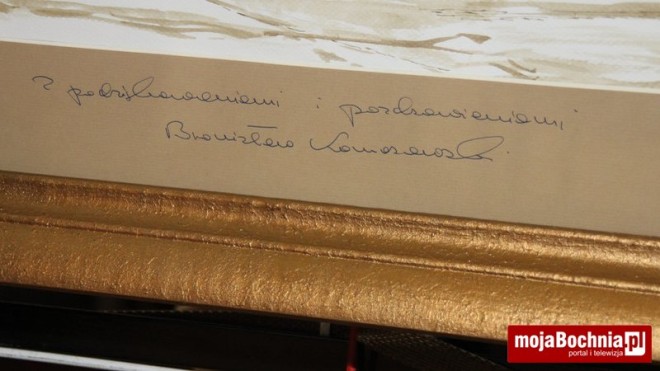 Z podziękowaniami i pozdrowieniami
Bronisław Komorowski
mojaBochnia.pl
portal i telewizja